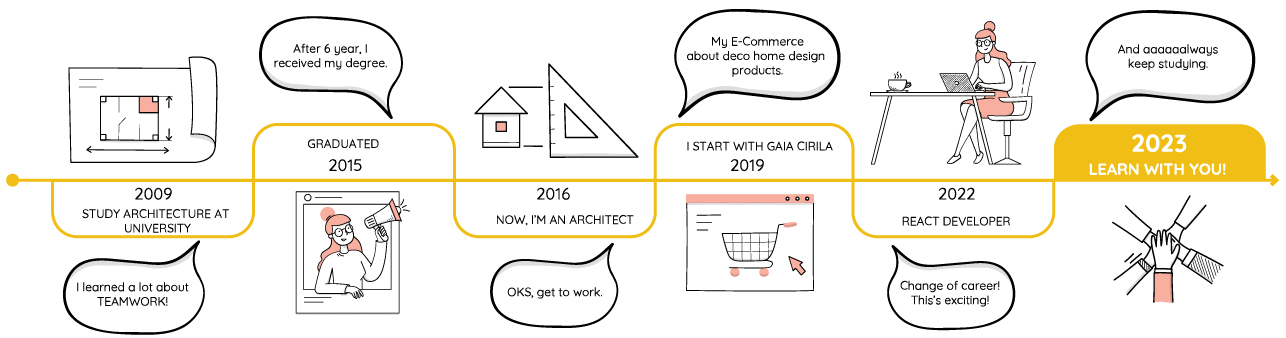 2009
STUDY ARCHITECTURE AT
UNIVERSITY
I learned a lot about
TEAMWORK!
After 6 year, I
received my degree.
GRADUATED
2015
2016
NOW, I'M AN ARCHITECT
OKS, get to work.
My E-Commerce
about deco home design
products.
I START WITH GAIA CIRILA
2019
2022
REACT DEVELOPER
Change of career!
This's exciting!
And aaaaaalways
keep studying.
2023
LEARN WITH YOU!